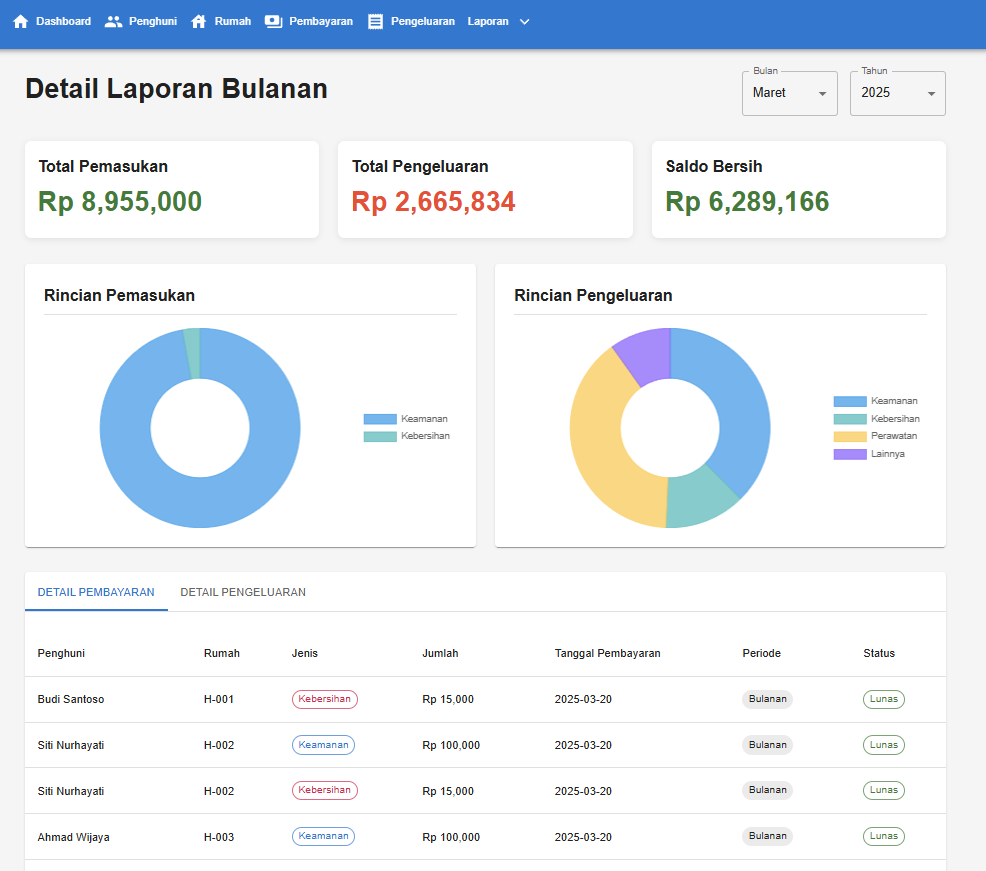 Dashboard Penghuni Rumah Pembayaran Pengeluaran Laporan
Detail Laporan Bulanan
Bulan
Maret
Tahun
2025
Total Pemasukan
Rp 8,955,000
Total Pengeluaran
Rp 2,665,834
Saldo Bersih
Rp 6,289,166
Rincian Pemasukan
Keamanan
Kebersihan
Rincian Pengeluaran
Keamanan
Kebersihan
Perawatan
Lainnya
DETAIL PEMBAYARAN DETAIL PENGELUARAN
Penghuni Rumah Jenis Jumlah Tanggal Pembayaran Periode Status
Budi Santoso H-001 Kebersihan Rp 15,000 2025-03-20 Bulanan Lunas
Siti Nurhayati H-002 Keamanan Rp 100,000 2025-03-20 Bulanan Lunas
Siti Nurhayati H-002 Kebersihan Rp 15,000 2025-03-20 Bulanan Lunas
Ahmad Wijaya H-003 Keamanan Rp 100,000 2025-03-20 Bulanan Lunas